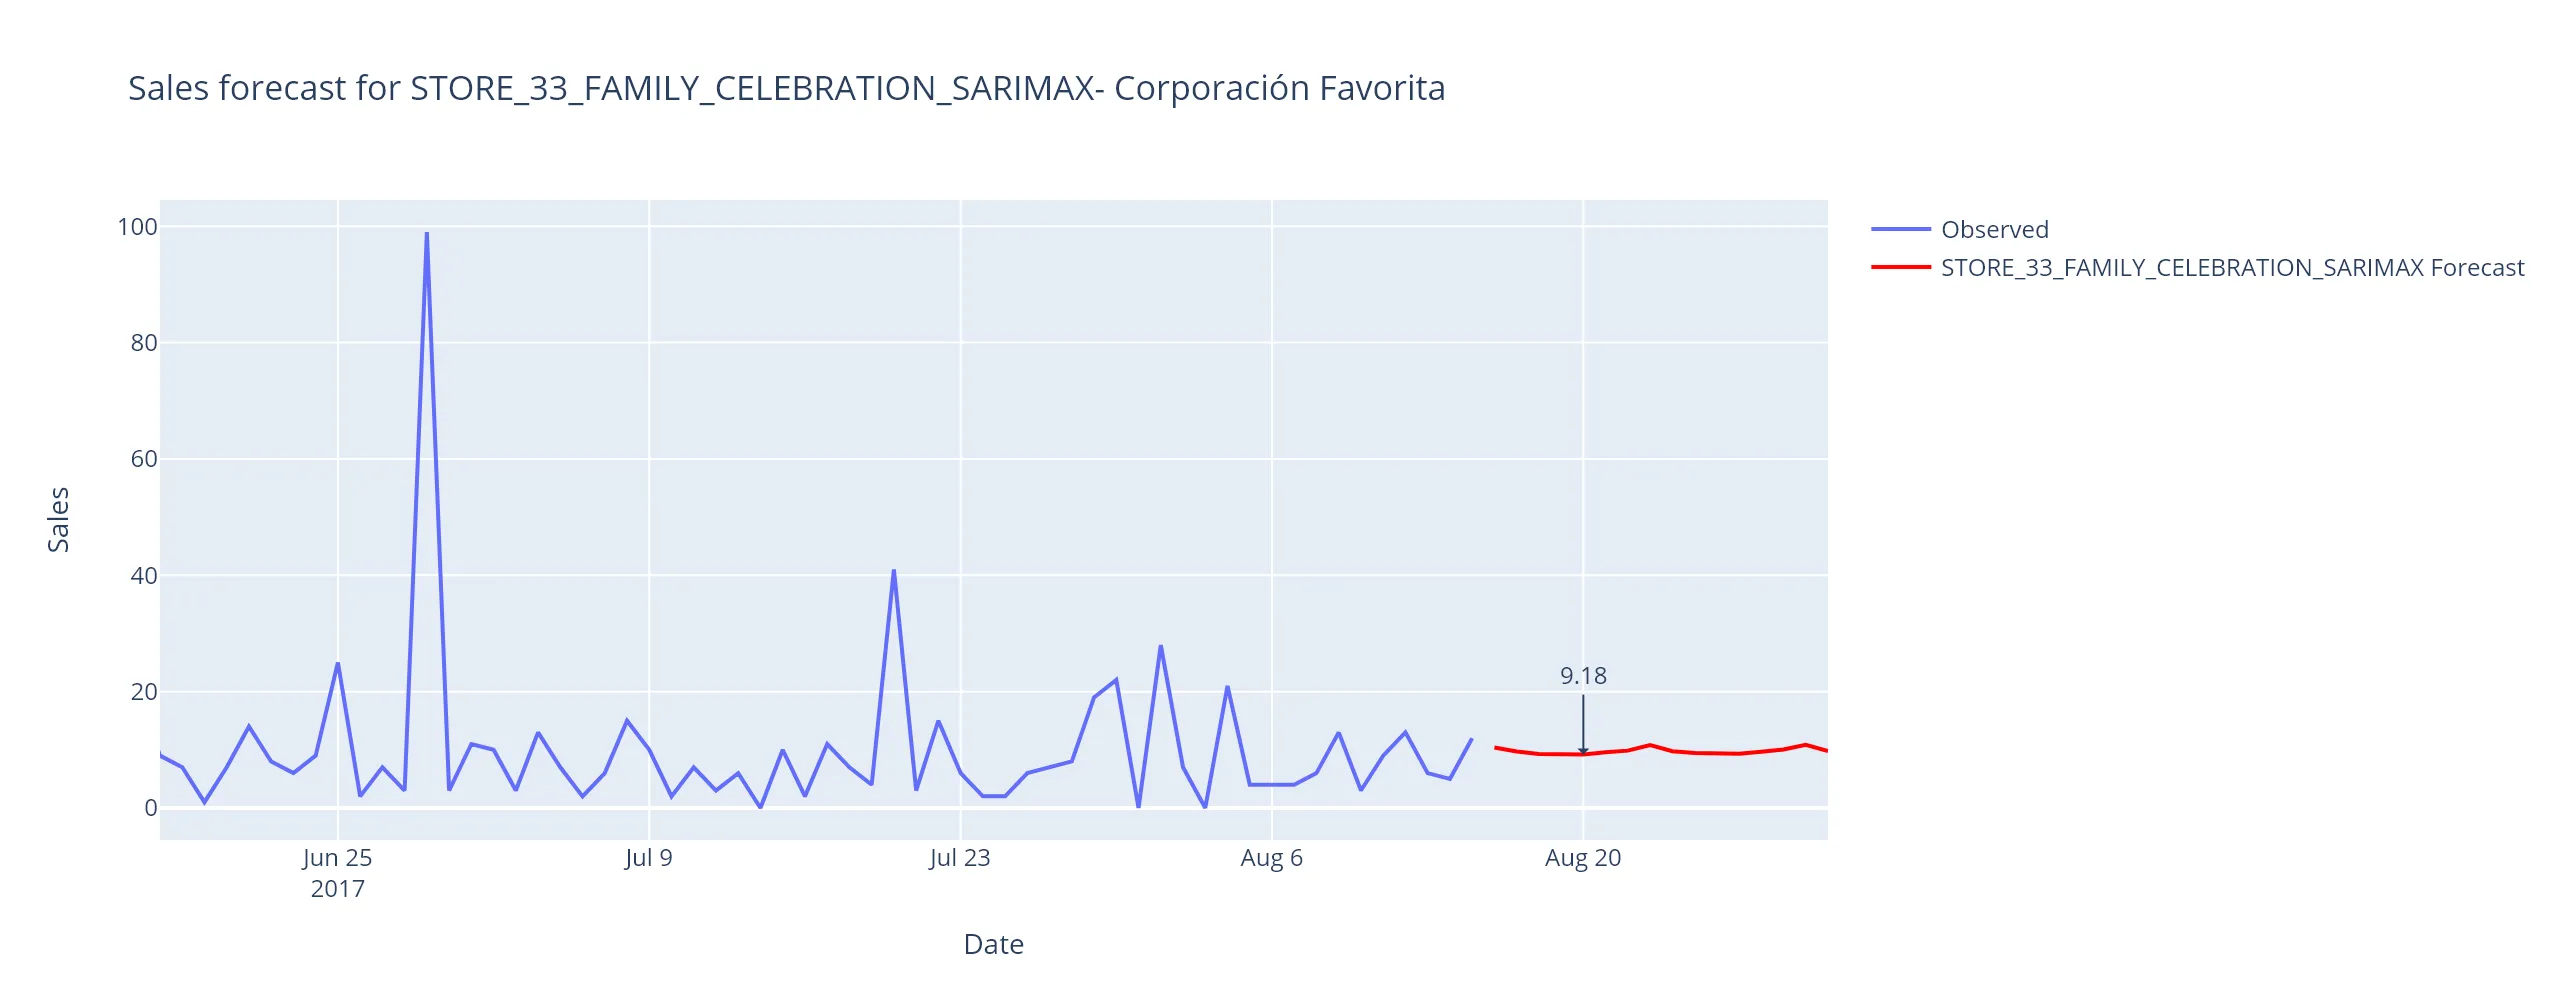 Sales forecast for STORE_33_FAMILY_CELEBRATION_SARIMAX- Corporación Favorita
100
80
60
40
20
0
Sales
9.18
Jun 25
2017
Jul 9
Jul 23
Aug 6
Aug 20
Date
Observed
STORE_33_FAMILY_CELEBRATION_SARIMAX Forecast